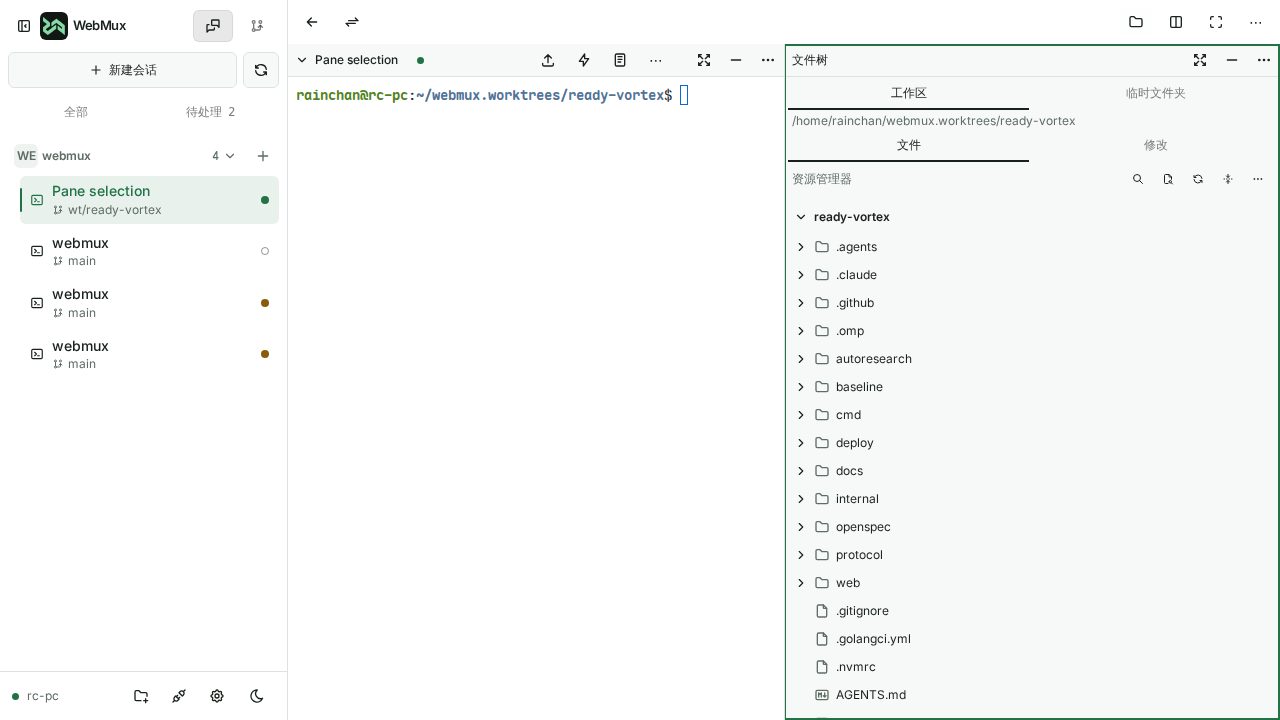 WebMux
新建会话
全部
待处理 2
WE webmux 4
Pane selection
wt/ready-vortex
webmux
main
webmux
main
webmux
main
rc-pc
Pane selection
rainchan@rc-pc:~/webmux.worktrees/ready-vortex$
文件树
工作区
临时文件夹
/home/rainchan/webmux.worktrees/ready-vortex
文件
修改
资源管理器
ready-vortex
.agents
.claude
.github
.omp
autoresearch
baseline
cmd
deploy
docs
internal
openspec
protocol
web
.gitignore
.golangci.yml
.nvmrc
AGENTS.md